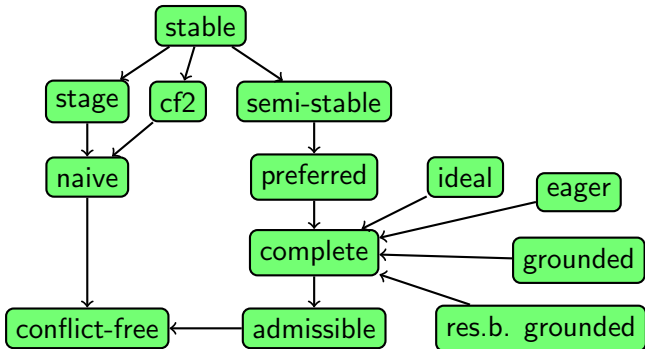 stable
stage
cf2
semi-stable
naive
preferred
ideal
eager
complete
grounded
conflict-free
admissible
res.b. grounded